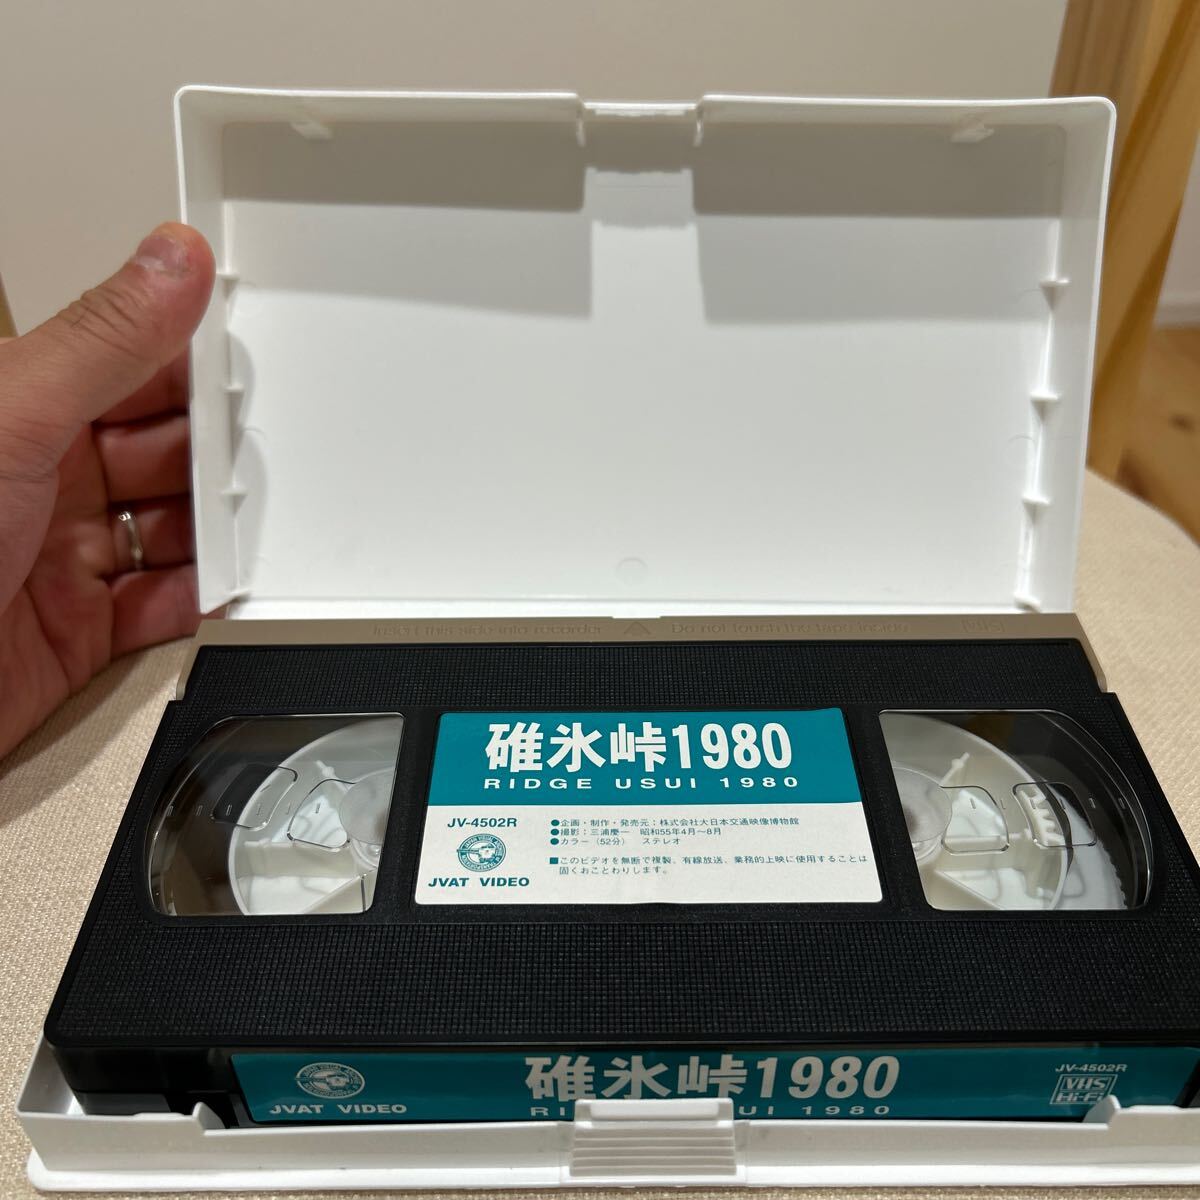 Insert this side into recorder △ Do not touch the tape inside VHS
碓氷峠1980
RIDGE USUI 1980
JV-4502R
JVAT VIDEO
●企画・制作・発売元：株式会社大日本交通映像博物館
●撮影：三浦慶一　昭和55年4月〜8月
●カラー（52分）　ステレオ
■このビデオを無断で複製、有線放送、業務的上映に使用することは
固くおことわりします。
JVAT VIDEO
碓氷峠1980
RIDGE USUI 1980
JV-4502R
VHS
Hi-Fi